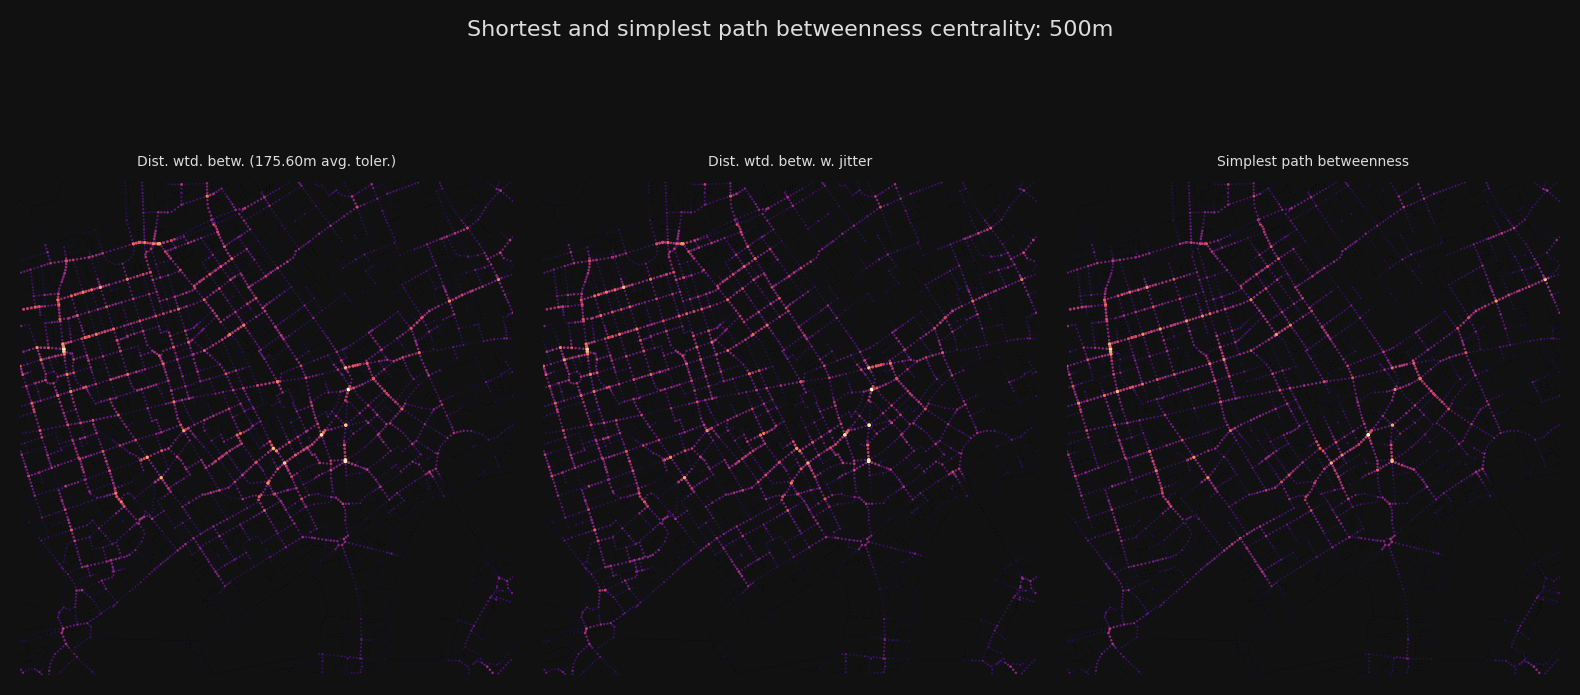 Shortest and simplest path betweenness centrality: 500m
Dist. wtd. betw. (175.60m avg. toler.)
Dist. wtd. betw. w. jitter
Simplest path betweenness